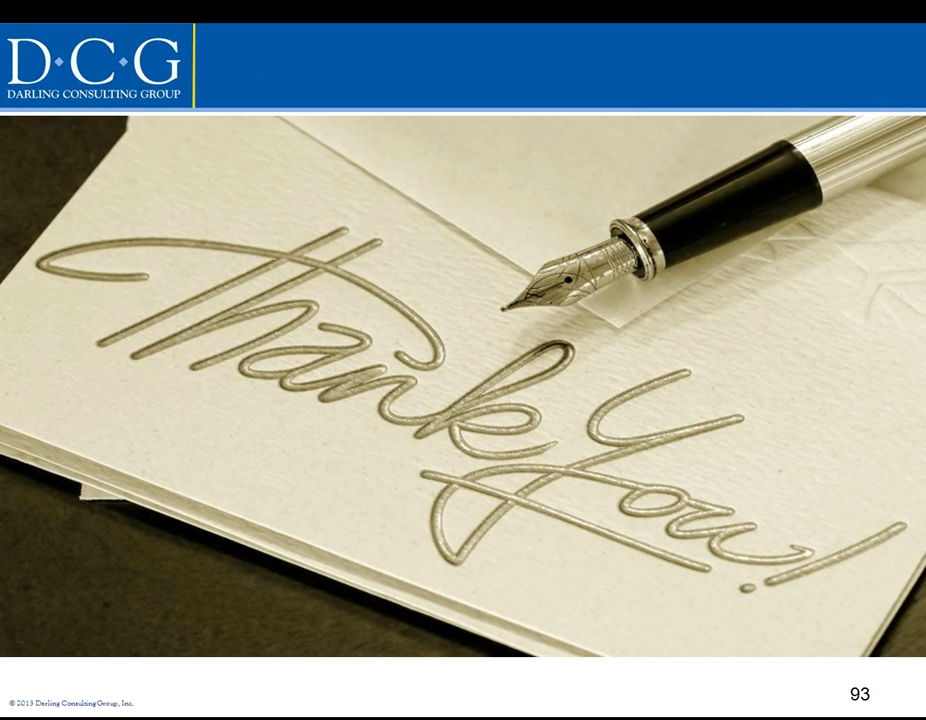 D·C·G
DARLING CONSULTING GROUP
Thank
You!
© 2013 Darling Consulting Group, Inc.
93